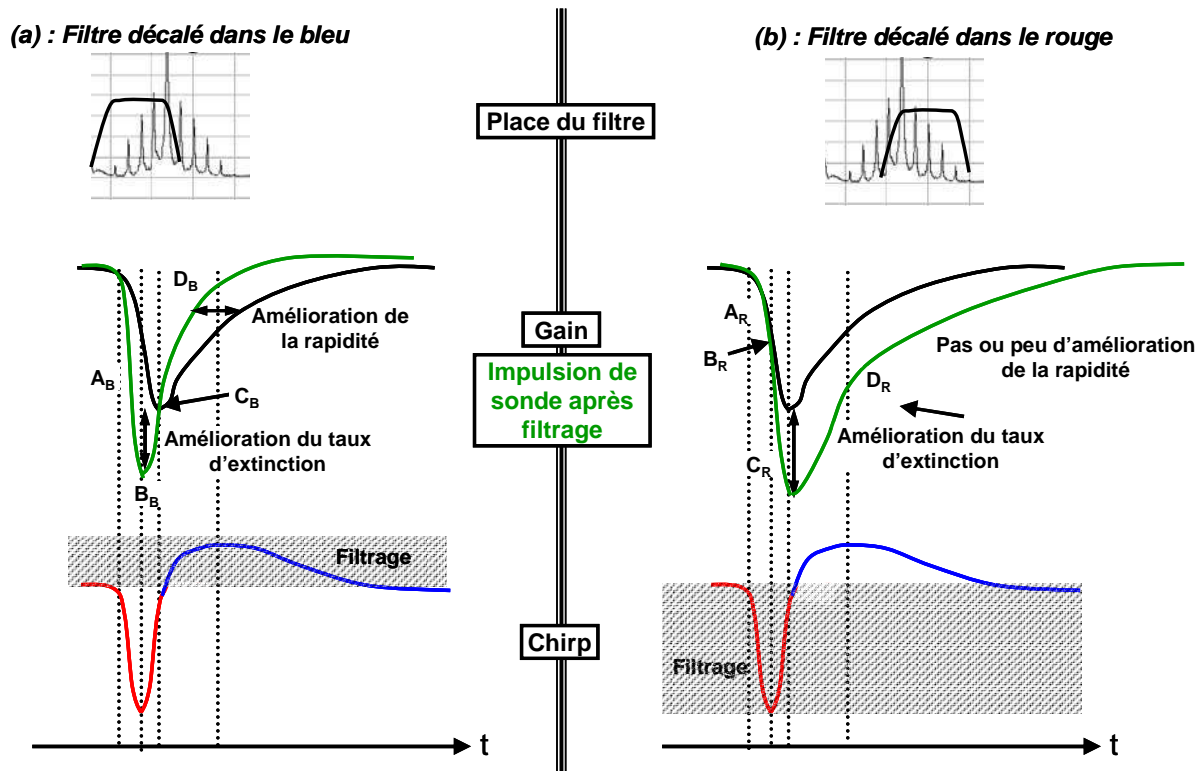 (a) : Filtre décalé dans le bleu
(b) : Filtre décalé dans le rouge
Place du filtre
D_B
Amélioration de
la rapidité
A_B
C_B
Amélioration du taux
d'extinction
B_B
Gain
Impulsion de
sonde après
filtrage
A_R
B_R
Pas ou peu d'amélioration
de la rapidité
D_R
Amélioration du taux
d'extinction
C_R
Filtrage
Chirp
Filtrage
t
t